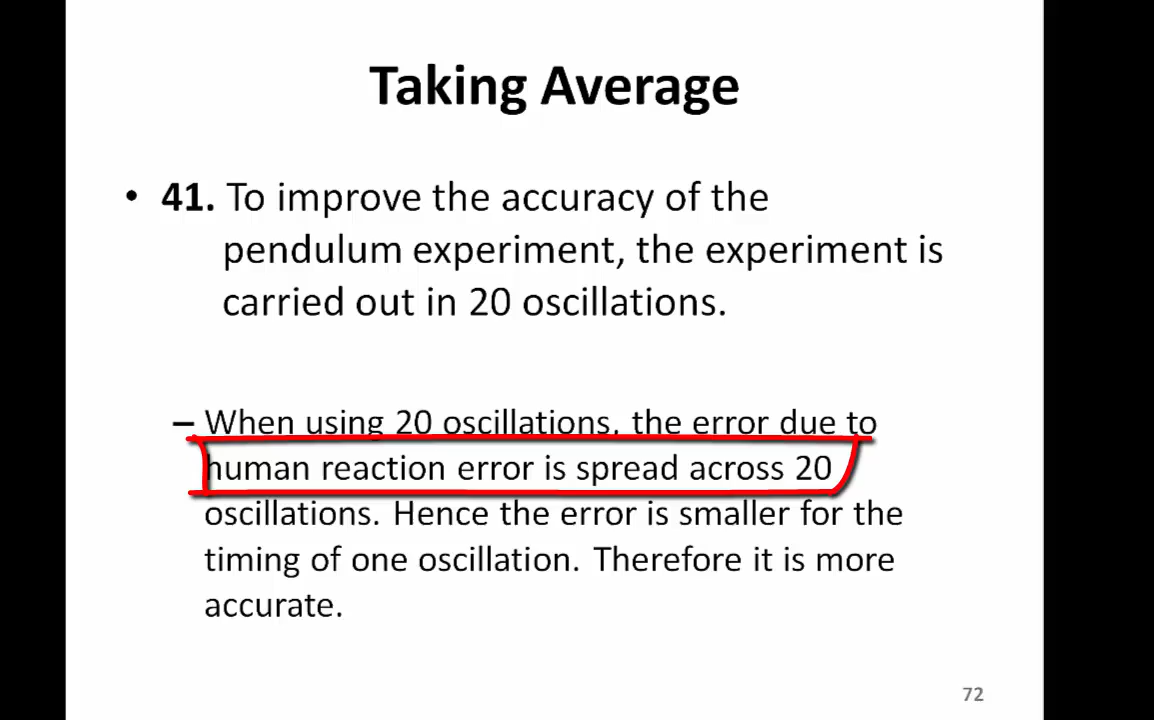 Taking Average
• 41. To improve the accuracy of the
pendulum experiment, the experiment is
carried out in 20 oscillations.
– When using 20 oscillations, the error due to
human reaction error is spread across 20
oscillations. Hence the error is smaller for the
timing of one oscillation. Therefore it is more
accurate.
72